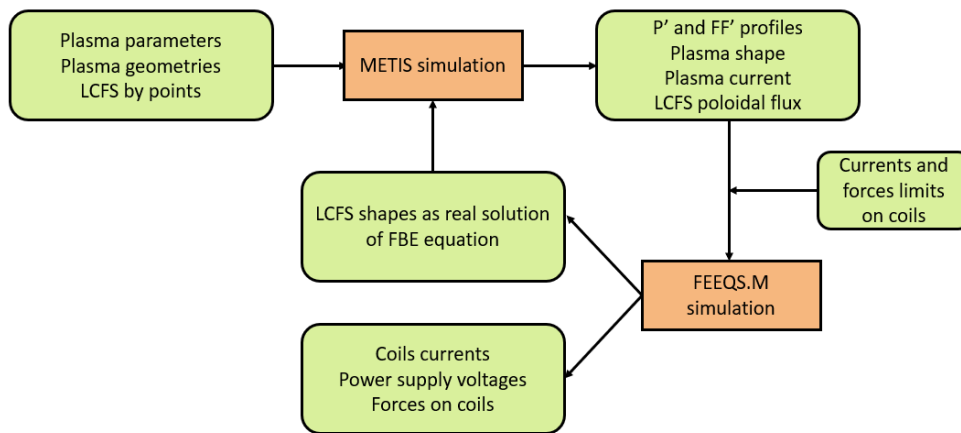 Plasma parameters
Plasma geometries
LCFS by points
METIS simulation
P’ and FF’ profiles
Plasma shape
Plasma current
LCFS poloidal flux
Currents and
forces limits
on coils
LCFS shapes as real solution
of FBE equation
FEEQS.M
simulation
Coils currents
Power supply voltages
Forces on coils